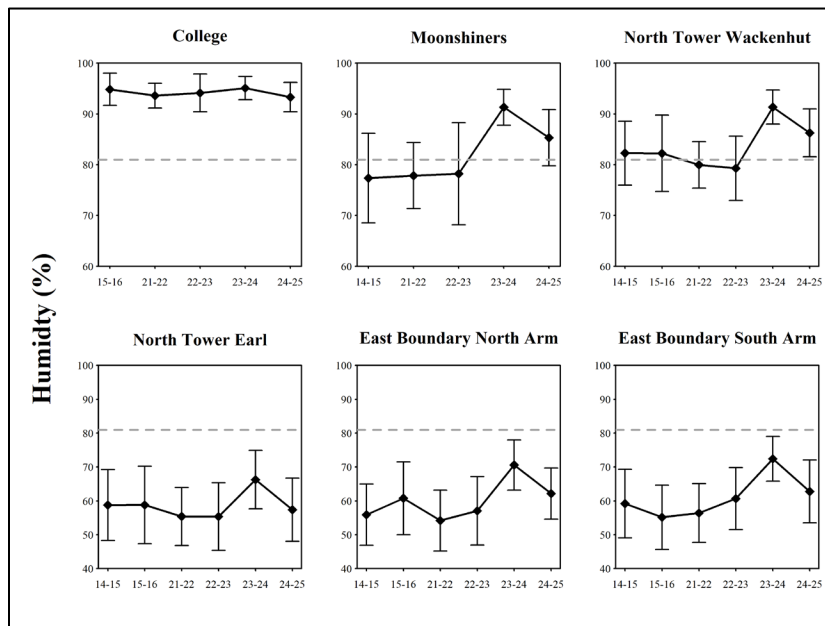 College
Moonshiners
North Tower Wackenhut
100
90
80
70
60
15-16 21-22 22-23 23-24 24-25
100
90
80
70
60
14-15 21-22 22-23 23-24 24-25
100
90
80
70
60
14-15 15-16 21-22 22-23 23-24 24-25
Humidty (%)
North Tower Earl
East Boundary North Arm
East Boundary South Arm
100
90
80
70
60
50
40
14-15 15-16 21-22 22-23 23-24 24-25
100
90
80
70
60
50
40
14-15 15-16 21-22 22-23 23-24 24-25
100
90
80
70
60
50
40
14-15 15-16 21-22 22-23 23-24 24-25